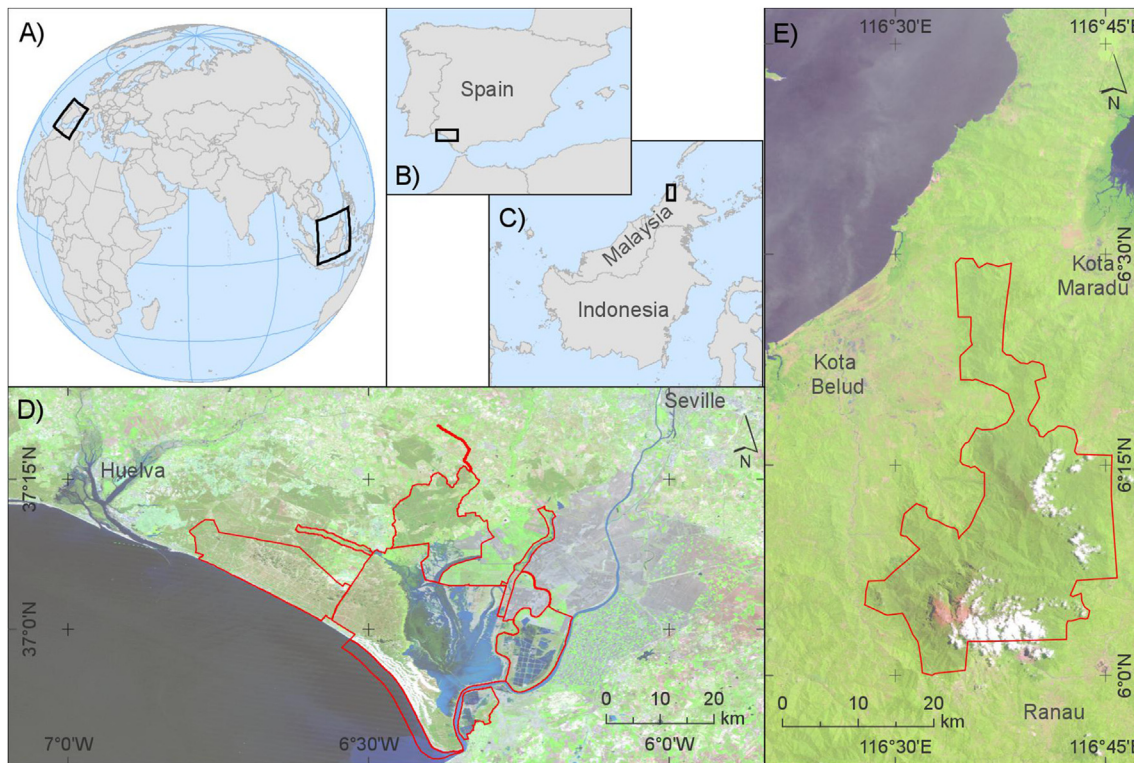 A)
B)
Spain
C)
Malaysia
Indonesia
D)
Huelva
Seville
N
37°15'N
37°0'N
7°0'W
6°30'W
6°0'W
0 10 20
km
E)
116°30'E
116°45'E
N
6°30'N
Kota
Maradu
Kota
Belud
6°15'N
6°0'N
0 10 20
km
Ranau
116°30'E
116°45'E